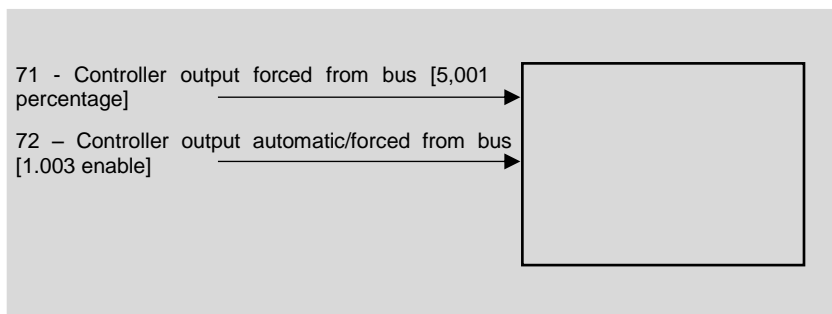 71 - Controller output forced from bus [5,001
percentage]
72 – Controller output automatic/forced from bus
[1.003 enable]